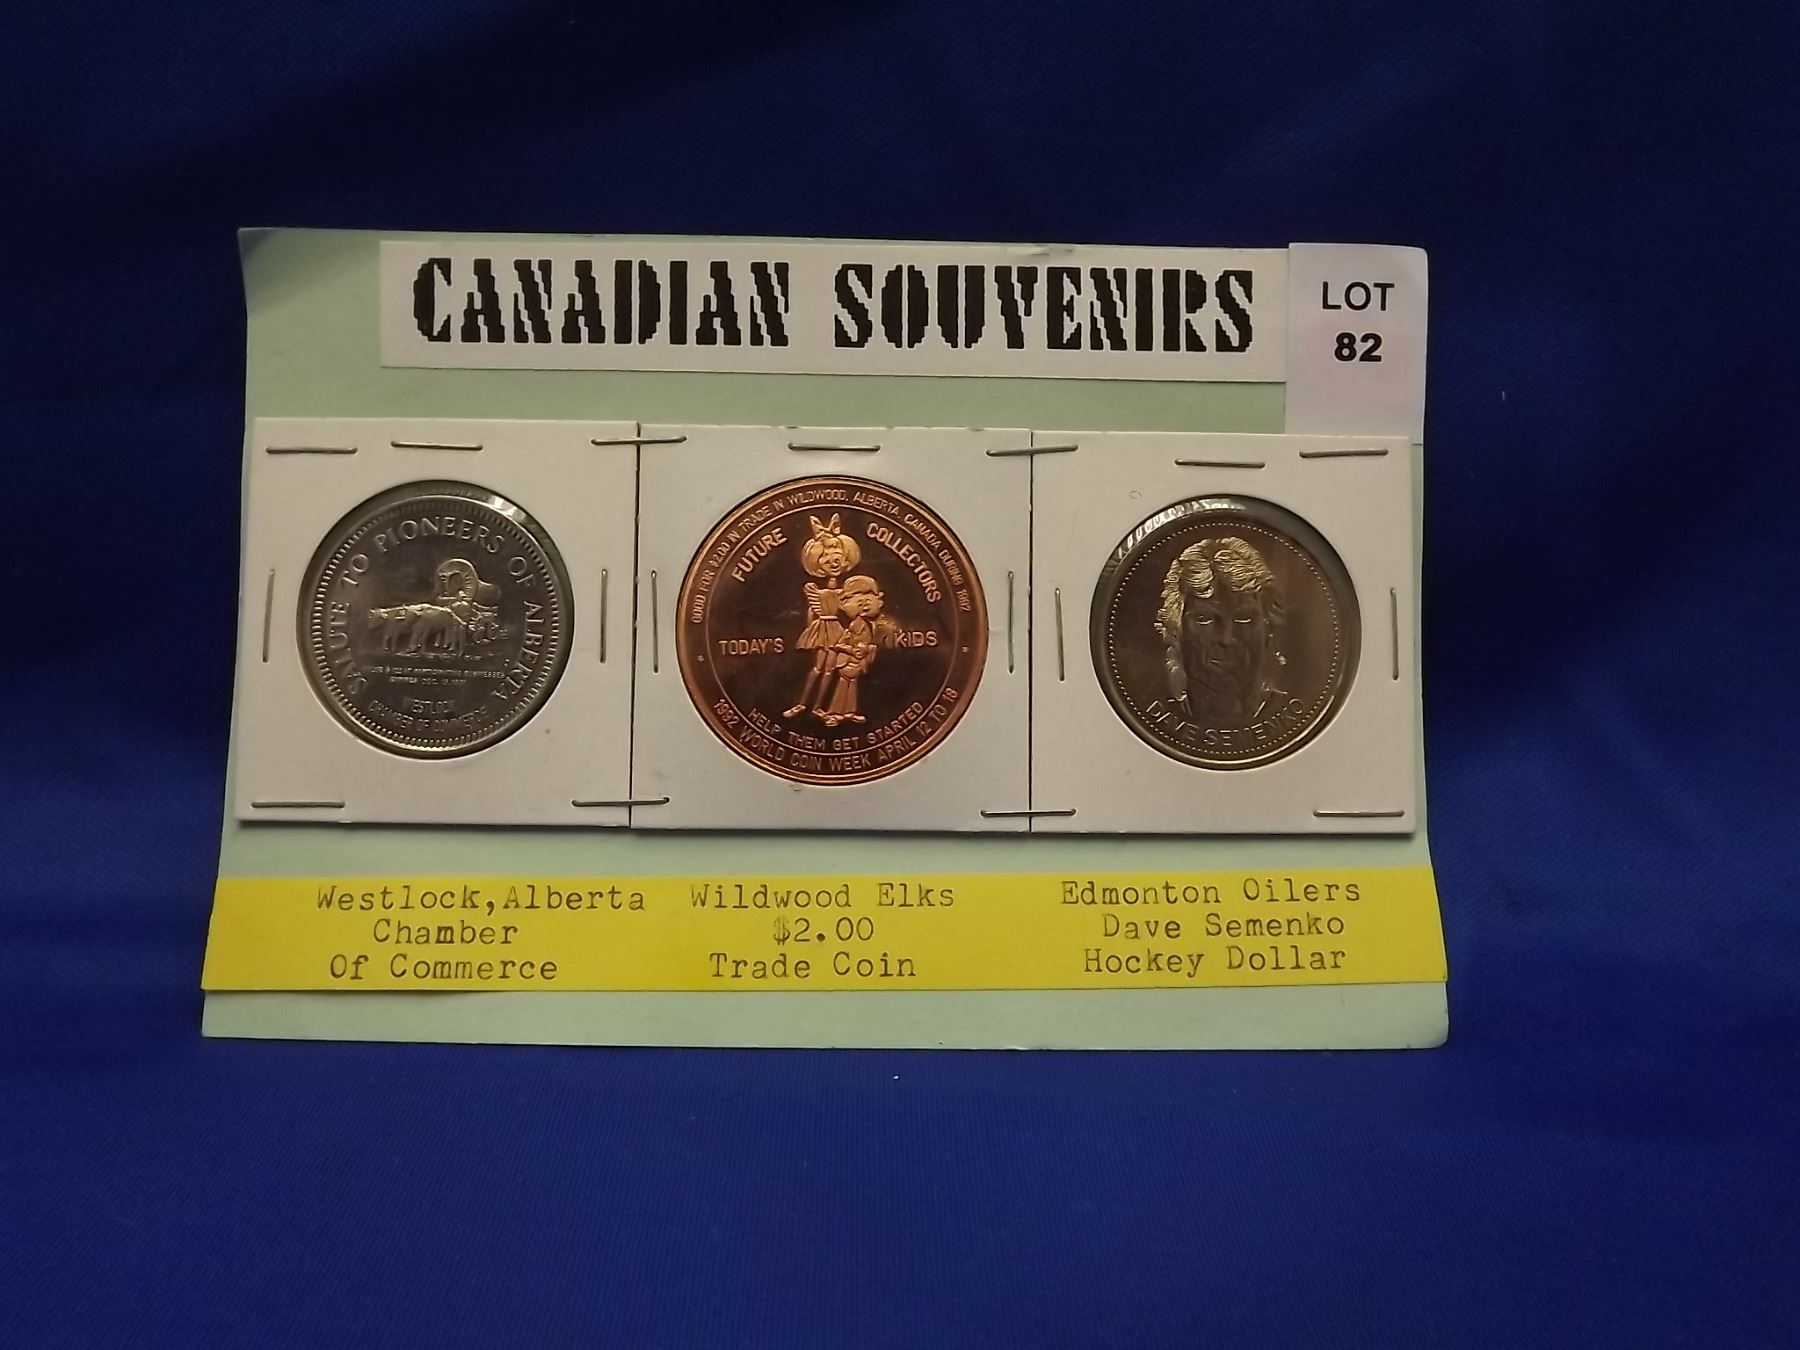 CANADIAN SOUVENIRS
LOT
82
SALUTE TO PIONEERS OF ALBERTA
WESTLOCK
CHAMBER OF COMMERCE
GOOD FOR $2.00 IN TRADE IN WILDWOOD, ALBERTA, CANADA DURING 1992
FUTURE COLLECTORS
TODAY'S KIDS
HELP THEM GET STARTED
1992 WORLD COIN WEEK APRIL 12 TO 18
DAVE SEMENKO
Westlock,Alberta
Chamber
Of Commerce
Wildwood Elks
$2.00
Trade Coin
Edmonton Oilers
Dave Semenko
Hockey Dollar